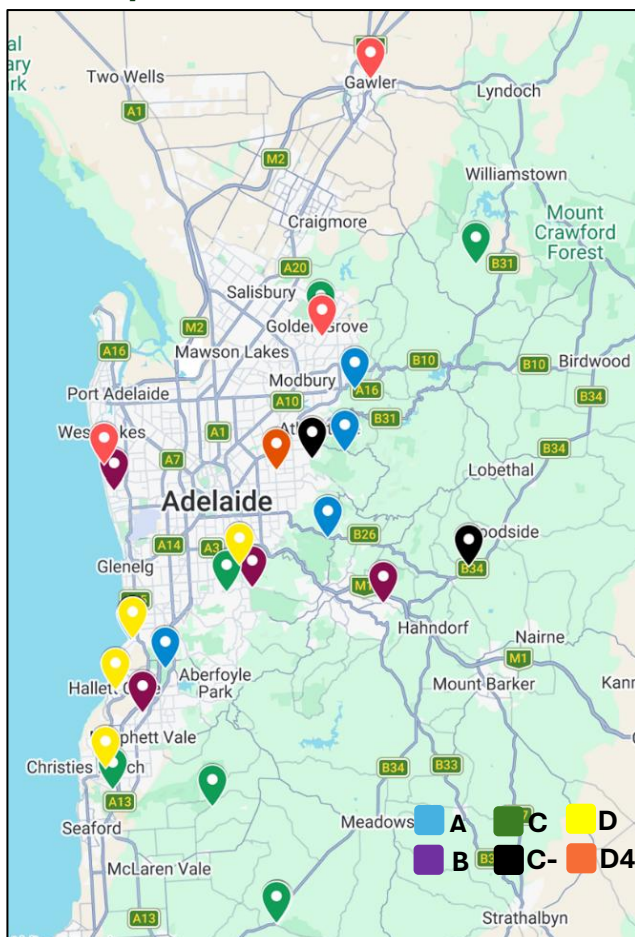 al
ary
rk
Two Wells
Gawler
Lyndoch
A1
M2
Williamstown
Craigmore
Mount
Crawford
Forest
A20
B31
Salisbury
Golden Grove
M2
A16
Mawson Lakes
B10
B10
Birdwood
Modbury
A16
Port Adelaide
A10
B34
B31
A1
A7
B34
Lobethal
Adelaide
A14
A3
B26
Glenelg
B34
M1
Hahndorf
Nairne
M1
Aberfoyle
Park
Mount Barker
Kan
Christies
A13
B34
B33
Seaford
Meadows
A C D
B C- D4
McLaren Vale
A13
Strathalbyn